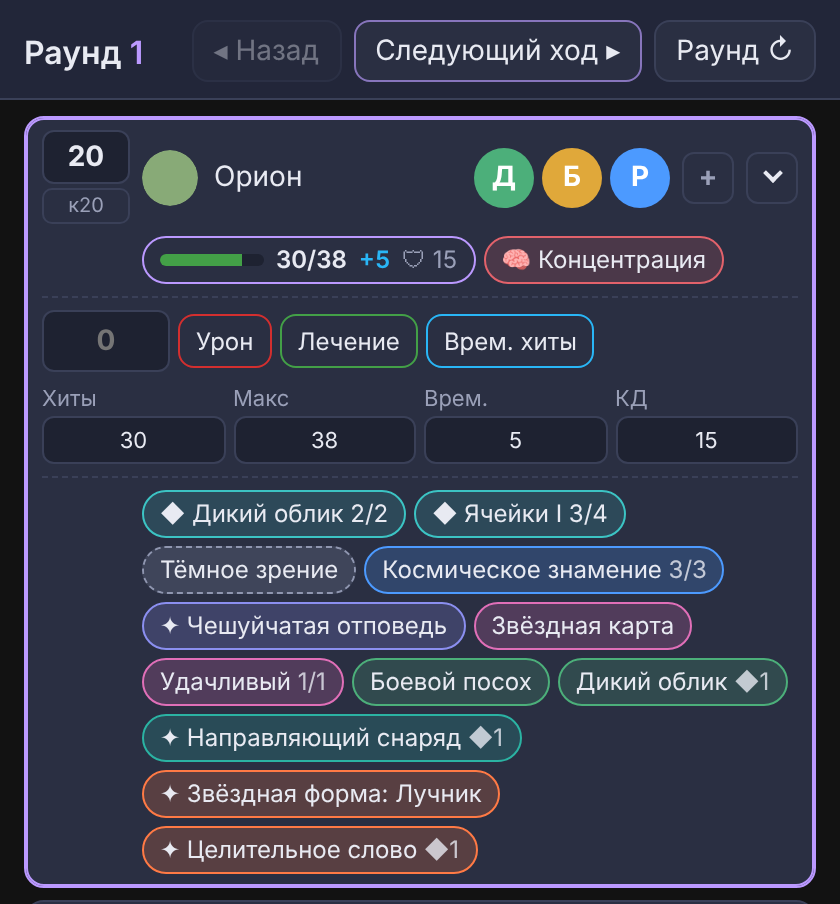 Раунд 1 ◂ Назад Следующий ход ▸ Раунд ↻
20 Орион Д Б Р +
к20
30/38 +5 🛡 15 🧠 Концентрация
0 Урон Лечение Врем. хиты
Хиты Макс Врем. КД
30 38 5 15
◆ Дикий облик 2/2 ◆ Ячейки I 3/4
Тёмное зрение Космическое знамение 3/3
✦ Чешуйчатая отповедь Звёздная карта
Удачливый 1/1 Боевой посох Дикий облик ◆1
✦ Направляющий снаряд ◆1
✦ Звёздная форма: Лучник
✦ Целительное слово ◆1